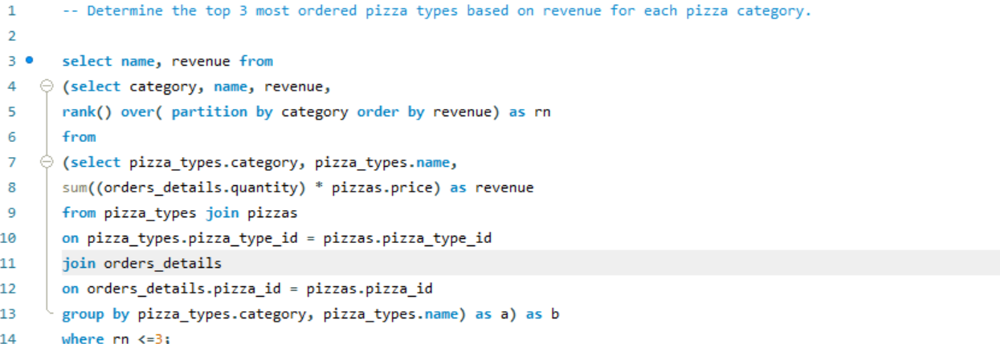 1 -- Determine the top 3 most ordered pizza types based on revenue for each pizza category.
2
3 select name, revenue from
4 (select category, name, revenue,
5 rank() over( partition by category order by revenue) as rn
6 from
7 (select pizza_types.category, pizza_types.name,
8 sum((orders_details.quantity) * pizzas.price) as revenue
9 from pizza_types join pizzas
10 on pizza_types.pizza_type_id = pizzas.pizza_type_id
11 join orders_details
12 on orders_details.pizza_id = pizzas.pizza_id
13 group by pizza_types.category, pizza_types.name) as a) as b
14 where rn <=3;